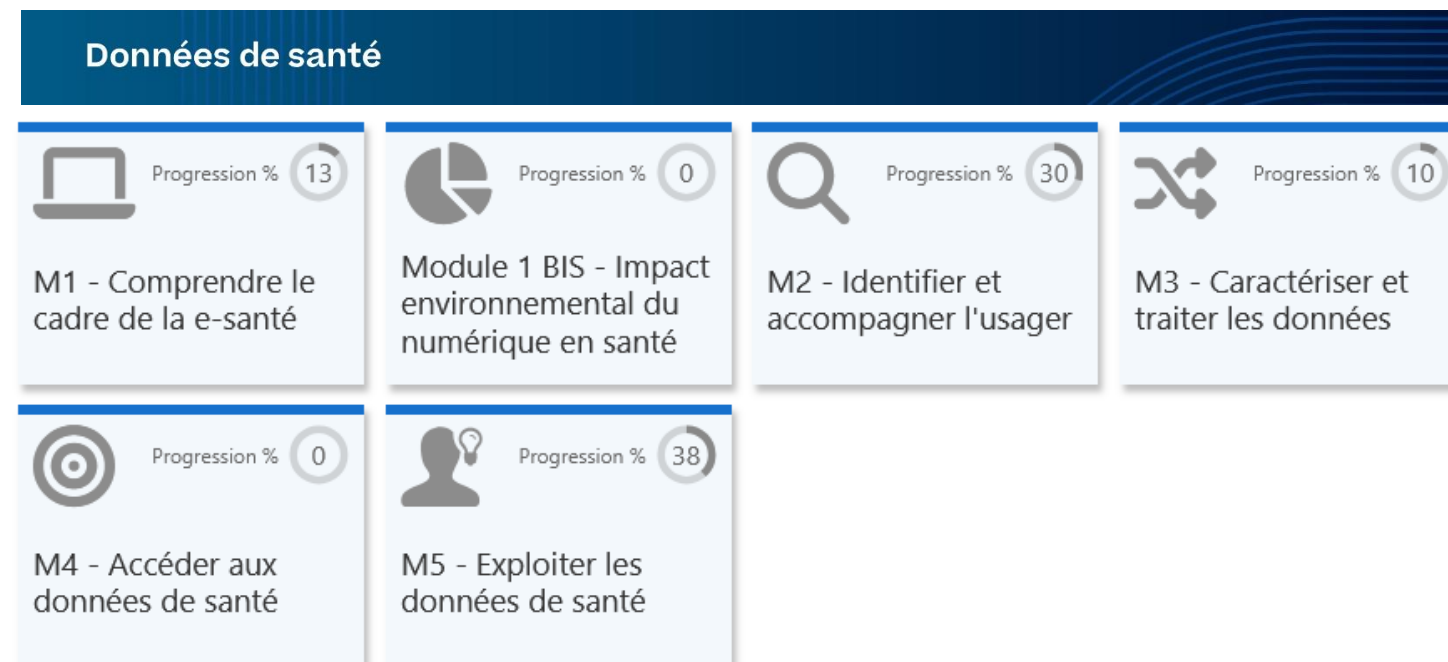 Données de santé
Progression % 13
M1 - Comprendre le
cadre de la e-santé
Progression % 0
Module 1 BIS - Impact
environnemental du
numérique en santé
Progression % 30
M2 - Identifier et
accompagner l'usager
Progression % 10
M3 - Caractériser et
traiter les données
Progression % 0
M4 - Accéder aux
données de santé
Progression % 38
M5 - Exploiter les
données de santé